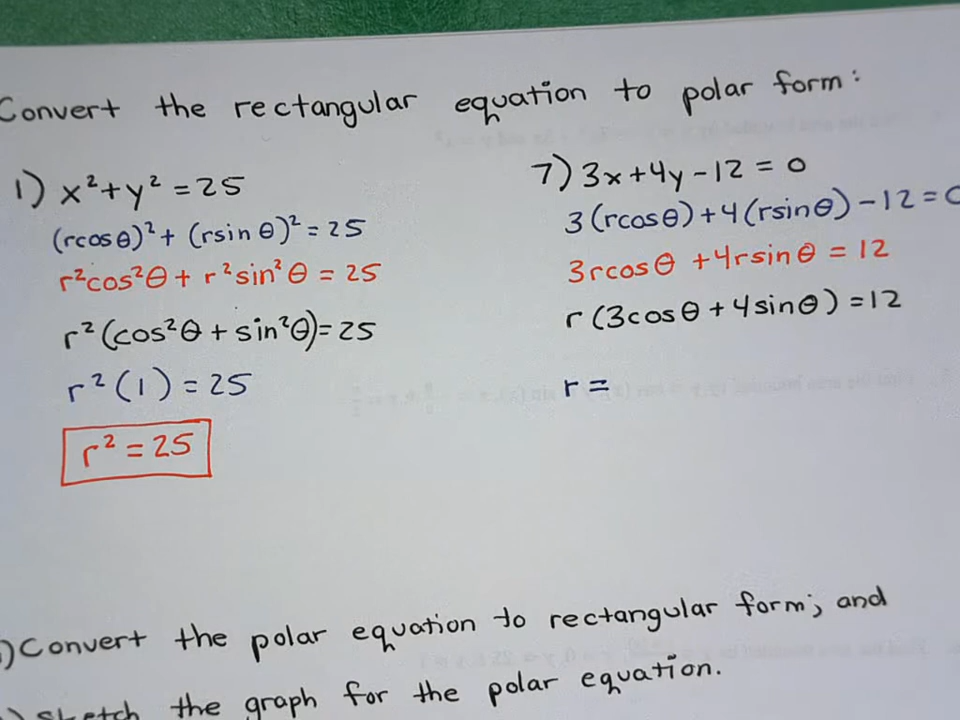 Convert the rectangular equation to polar form:
1) x² + y² = 25
(rcosθ)² + (rsinθ)² = 25
r²cos²θ + r²sin²θ = 25
r²(cos²θ + sin²θ) = 25
r²(1) = 25
r² = 25
7) 3x + 4y - 12 = 0
3(rcosθ) + 4(rsinθ) - 12 = 0
3rcosθ + 4rsinθ = 12
r(3cosθ + 4sinθ) = 12
r =
)Convert the polar equation to rectangular form; and
) Sketch the graph for the polar equation.